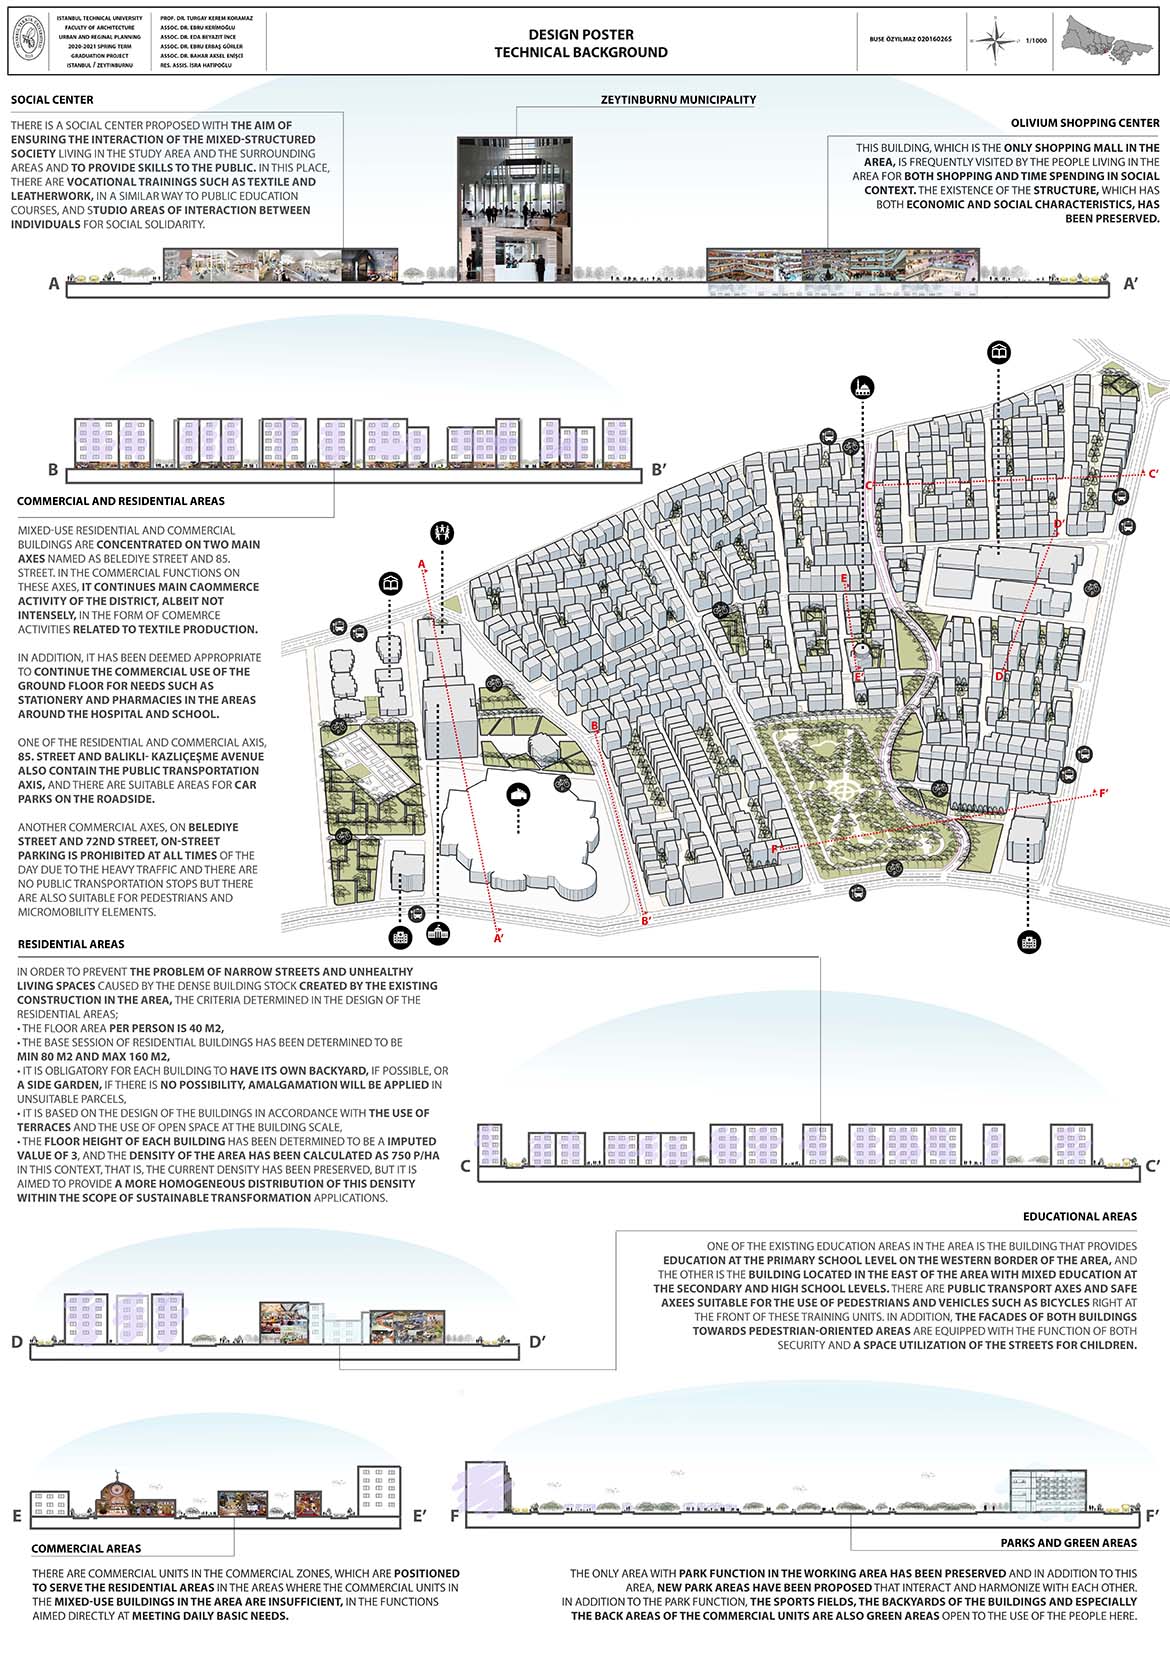 ISTANBUL TECHNICAL UNIVERSITY
FACULTY OF ARCHITECTURE
URBAN AND REGINAL PLANNING
2020-2021 SPRING TERM
GRADUATION PROJECT
ISTANBUL / ZEYTINBURNU
PROF. DR. TURGAY KEREM KORAMAZ
ASSOC. DR. EBRU KERİMOĞLU
ASSOC. DR. EDA BEYAZIT İNCE
ASSOC. DR. EBRU ERBAŞ GÜRLER
ASSOC. DR. BAHAR AKSEL ENİŞCİ
RES. ASSIS. İSRA HATIPOĞLU
DESIGN POSTER
TECHNICAL BACKGROUND
BUSE ÖZYILMAZ 020160265
1/1000
SOCIAL CENTER
THERE IS A SOCIAL CENTER PROPOSED WITH THE AIM OF
ENSURING THE INTERACTION OF THE MIXED-STRUCTURED
SOCIETY LIVING IN THE STUDY AREA AND THE SURROUNDING
AREAS AND TO PROVIDE SKILLS TO THE PUBLIC. IN THIS PLACE,
THERE ARE VOCATIONAL TRAININGS SUCH AS TEXTILE AND
LEATHERWORK, IN A SIMILAR WAY TO PUBLIC EDUCATION
COURSES, AND STUDIO AREAS OF INTERACTION BETWEEN
INDIVIDUALS FOR SOCIAL SOLIDARITY.
ZEYTINBURNU MUNICIPALITY
OLIVIUM SHOPPING CENTER
THIS BUILDING, WHICH IS THE ONLY SHOPPING MALL IN THE
AREA, IS FREQUENTLY VISITED BY THE PEOPLE LIVING IN THE
AREA FOR BOTH SHOPPING AND TIME SPENDING IN SOCIAL
CONTEXT. THE EXISTENCE OF THE STRUCTURE, WHICH HAS
BOTH ECONOMIC AND SOCIAL CHARACTERISTICS, HAS
BEEN PRESERVED.
A
A'
B
B'
COMMERCIAL AND RESIDENTIAL AREAS
MIXED-USE RESIDENTIAL AND COMMERCIAL
BUILDINGS ARE CONCENTRATED ON TWO MAIN
AXES NAMED AS BELEDIYE STREET AND 85.
STREET. IN THE COMMERCIAL FUNCTIONS ON
THESE AXES, IT CONTINUES MAIN CAOMMERCE
ACTIVITY OF THE DISTRICT, ALBEIT NOT
INTENSELY, IN THE FORM OF COMEMRCE
ACTIVITIES RELATED TO TEXTILE PRODUCTION.
IN ADDITION, IT HAS BEEN DEEMED APPROPRIATE
TO CONTINUE THE COMMERCIAL USE OF THE
GROUND FLOOR FOR NEEDS SUCH AS
STATIONERY AND PHARMACIES IN THE AREAS
AROUND THE HOSPITAL AND SCHOOL.
ONE OF THE RESIDENTIAL AND COMMERCIAL AXIS,
85. STREET AND BALIKLI- KAZLIÇEŞME AVENUE
ALSO CONTAIN THE PUBLIC TRANSPORTATION
AXIS, AND THERE ARE SUITABLE AREAS FOR CAR
PARKS ON THE ROADSIDE.
ANOTHER COMMERCIAL AXES, ON BELEDIYE
STREET AND 72ND STREET, ON-STREET
PARKING IS PROHIBITED AT ALL TIMES OF THE
DAY DUE TO THE HEAVY TRAFFIC AND THERE ARE
NO PUBLIC TRANSPORTATION STOPS BUT THERE
ARE ALSO SUITABLE FOR PEDESTRIANS AND
MICROMOBILITY ELEMENTS.
C
C'
D'
A
E
E'
D
B
F'
F
B'
A'
RESIDENTIAL AREAS
IN ORDER TO PREVENT THE PROBLEM OF NARROW STREETS AND UNHEALTHY
LIVING SPACES CAUSED BY THE DENSE BUILDING STOCK CREATED BY THE EXISTING
CONSTRUCTION IN THE AREA, THE CRITERIA DETERMINED IN THE DESIGN OF THE
RESIDENTIAL AREAS;
• THE FLOOR AREA PER PERSON IS 40 M2,
• THE BASE SESSION OF RESIDENTIAL BUILDINGS HAS BEEN DETERMINED TO BE
MIN 80 M2 AND MAX 160 M2,
• IT IS OBLIGATORY FOR EACH BUILDING TO HAVE ITS OWN BACKYARD, IF POSSIBLE, OR
A SIDE GARDEN, IF THERE IS NO POSSIBILITY, AMALGAMATION WILL BE APPLIED IN
UNSUITABLE PARCELS,
• IT IS BASED ON THE DESIGN OF THE BUILDINGS IN ACCORDANCE WITH THE USE OF
TERRACES AND THE USE OF OPEN SPACE AT THE BUILDING SCALE,
• THE FLOOR HEIGHT OF EACH BUILDING HAS BEEN DETERMINED TO BE A IMPUTED
VALUE OF 3, AND THE DENSITY OF THE AREA HAS BEEN CALCULATED AS 750 P/HA
IN THIS CONTEXT, THAT IS, THE CURRENT DENSITY HAS BEEN PRESERVED, BUT IT IS
AIMED TO PROVIDE A MORE HOMOGENEOUS DISTRIBUTION OF THIS DENSITY
WITHIN THE SCOPE OF SUSTAINABLE TRANSFORMATION APPLICATIONS.
C
C'
EDUCATIONAL AREAS
ONE OF THE EXISTING EDUCATION AREAS IN THE AREA IS THE BUILDING THAT PROVIDES
EDUCATION AT THE PRIMARY SCHOOL LEVEL ON THE WESTERN BORDER OF THE AREA, AND
THE OTHER IS THE BUILDING LOCATED IN THE EAST OF THE AREA WITH MIXED EDUCATION AT
THE SECONDARY AND HIGH SCHOOL LEVELS. THERE ARE PUBLIC TRANSPORT AXES AND SAFE
AXEES SUITABLE FOR THE USE OF PEDESTRIANS AND VEHICLES SUCH AS BICYCLES RIGHT AT
THE FRONT OF THESE TRAINING UNITS. IN ADDITION, THE FACADES OF BOTH BUILDINGS
TOWARDS PEDESTRIAN-ORIENTED AREAS ARE EQUIPPED WITH THE FUNCTION OF BOTH
SECURITY AND A SPACE UTILIZATION OF THE STREETS FOR CHILDREN.
D
D'
E
E'
F
F'
COMMERCIAL AREAS
THERE ARE COMMERCIAL UNITS IN THE COMMERCIAL ZONES, WHICH ARE POSITIONED
TO SERVE THE RESIDENTIAL AREAS IN THE AREAS WHERE THE COMMERCIAL UNITS IN
THE MIXED-USE BUILDINGS IN THE AREA ARE INSUFFICIENT, IN THE FUNCTIONS
AIMED DIRECTLY AT MEETING DAILY BASIC NEEDS.
PARKS AND GREEN AREAS
THE ONLY AREA WITH PARK FUNCTION IN THE WORKING AREA HAS BEEN PRESERVED AND IN ADDITION TO THIS
AREA, NEW PARK AREAS HAVE BEEN PROPOSED THAT INTERACT AND HARMONIZE WITH EACH OTHER.
IN ADDITION TO THE PARK FUNCTION, THE SPORTS FIELDS, THE BACKYARDS OF THE BUILDINGS AND ESPECIALLY
THE BACK AREAS OF THE COMMERCIAL UNITS ARE ALSO GREEN AREAS OPEN TO THE USE OF THE PEOPLE HERE.